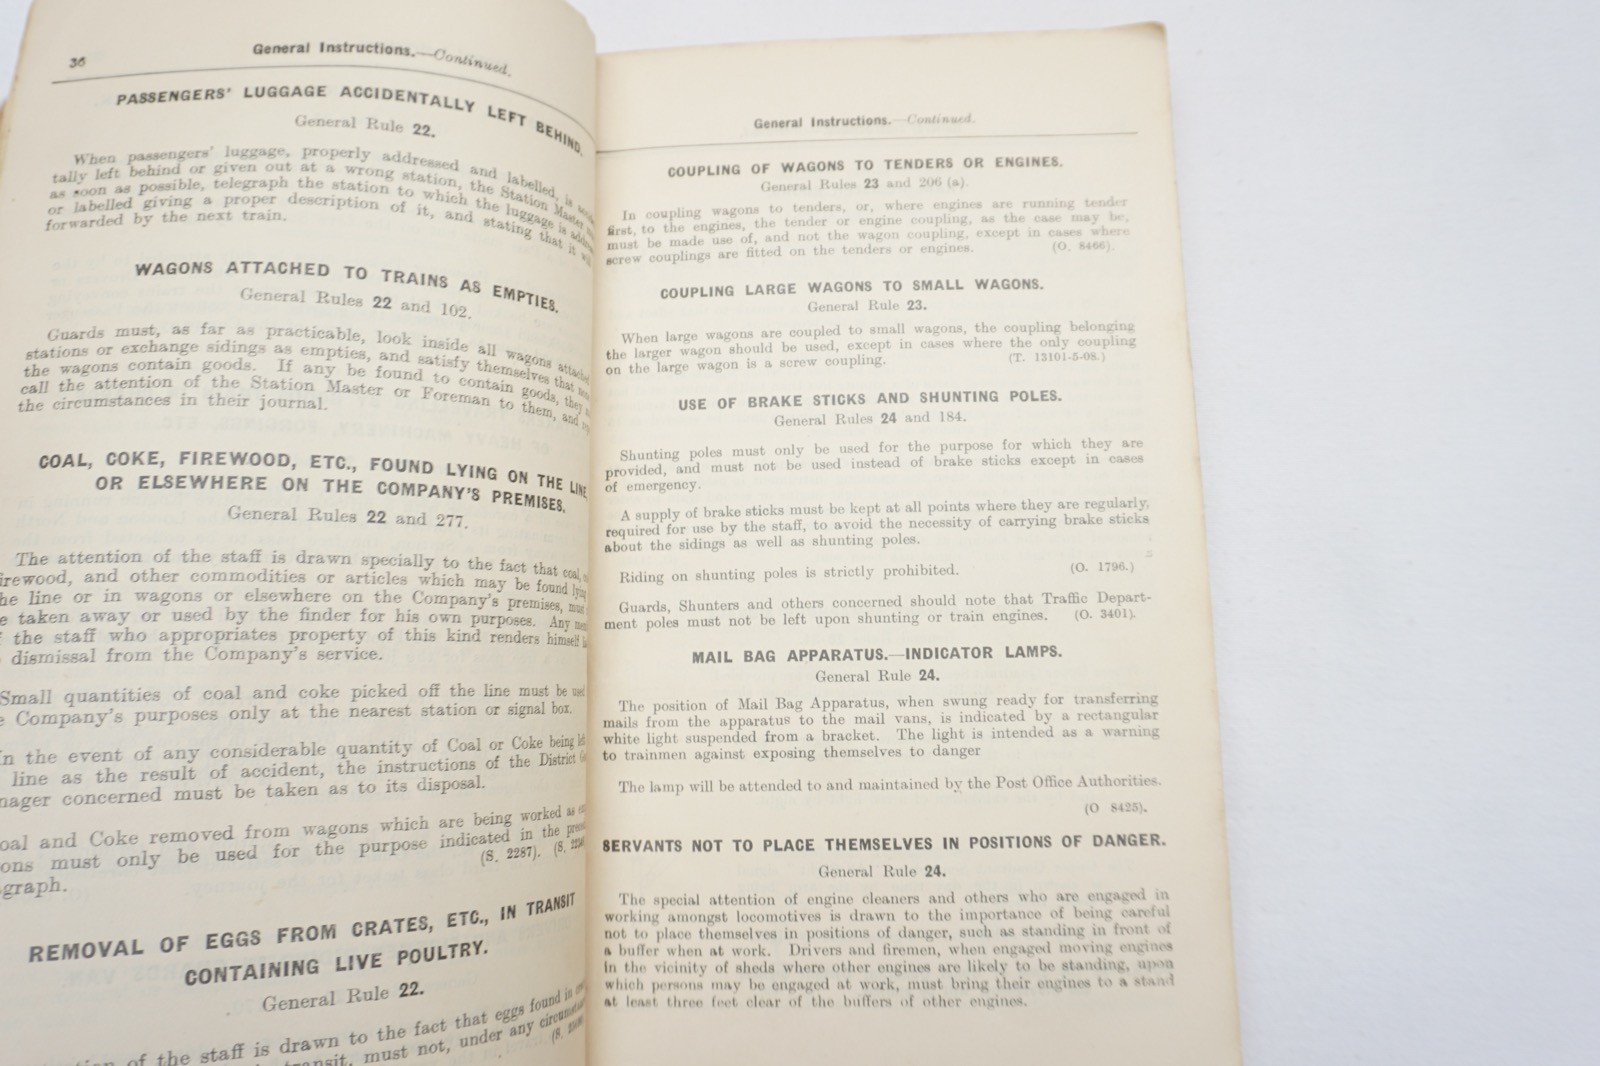 36
General Instructions.—Continued.
PASSENGERS' LUGGAGE ACCIDENTALLY LEFT BEHIND.
General Rule 22.
When passengers' luggage, properly addressed and labelled, is
tally left behind or given out at a wrong station, the Station Master
as soon as possible, telegraph the station to which the luggage is
or labelled giving a proper description of it, and stating that it will
forwarded by the next train.
WAGONS ATTACHED TO TRAINS AS EMPTIES.
General Rules 22 and 102.
Guards must, as far as practicable, look inside all wagons attached
stations or exchange sidings as empties, and satisfy themselves that
the wagons contain goods. If any be found to contain goods, they
call the attention of the Station Master or Foreman to them, and
the circumstances in their journal.
COAL, COKE, FIREWOOD, ETC., FOUND LYING ON THE LINE
OR ELSEWHERE ON THE COMPANY'S PREMISES.
General Rules 22 and 277.
The attention of the staff is drawn specially to the fact that coal,
irewood, and other commodities or articles which may be found lying
he line or in wagons or elsewhere on the Company's premises, must
e taken away or used by the finder for his own purposes. Any
the staff who appropriates property of this kind renders himself
dismissal from the Company's service.
Small quantities of coal and coke picked off the line must be used
e Company's purposes only at the nearest station or signal box.
In the event of any considerable quantity of Coal or Coke being
line as the result of accident, the instructions of the District
nager concerned must be taken as to its disposal.
oal and Coke removed from wagons which are being worked as
ons must only be used for the purpose indicated in the
graph. (S. 2287). (S.
REMOVAL OF EGGS FROM CRATES, ETC., IN TRANSIT
CONTAINING LIVE POULTRY.
General Rule 22.
of the staff is drawn to the fact that eggs found in
transit, must not, under any
(S.
General Instructions.—Continued.
COUPLING OF WAGONS TO TENDERS OR ENGINES.
General Rules 23 and 206 (a).
In coupling wagons to tenders, or, where engines are running tender
first, to the engines, the tender or engine coupling, as the case may be,
must be made use of, and not the wagon coupling, except in cases where
screw couplings are fitted on the tenders or engines. (O. 8466).
COUPLING LARGE WAGONS TO SMALL WAGONS.
General Rule 23.
When large wagons are coupled to small wagons, the coupling belonging
the larger wagon should be used, except in cases where the only coupling
on the large wagon is a screw coupling. (T. 13101-5-08.)
USE OF BRAKE STICKS AND SHUNTING POLES.
General Rules 24 and 184.
Shunting poles must only be used for the purpose for which they are
provided, and must not be used instead of brake sticks except in cases
of emergency.
A supply of brake sticks must be kept at all points where they are regularly,
required for use by the staff, to avoid the necessity of carrying brake sticks
about the sidings as well as shunting poles.
Riding on shunting poles is strictly prohibited. (O. 1796.)
Guards, Shunters and others concerned should note that Traffic Depart-
ment poles must not be left upon shunting or train engines. (O. 3401).
MAIL BAG APPARATUS.—INDICATOR LAMPS.
General Rule 24.
The position of Mail Bag Apparatus, when swung ready for transferring
mails from the apparatus to the mail vans, is indicated by a rectangular
white light suspended from a bracket. The light is intended as a warning
to trainmen against exposing themselves to danger
The lamp will be attended to and maintained by the Post Office Authorities.
(O 8425).
SERVANTS NOT TO PLACE THEMSELVES IN POSITIONS OF DANGER.
General Rule 24.
The special attention of engine cleaners and others who are engaged in
working amongst locomotives is drawn to the importance of being careful
not to place themselves in positions of danger, such as standing in front of
a buffer when at work. Drivers and firemen, when engaged moving engines
in the vicinity of sheds where other engines are likely to be standing, upon
which persons may be engaged at work, must bring their engines to a stand
at least three feet clear of the buffers of other engines.